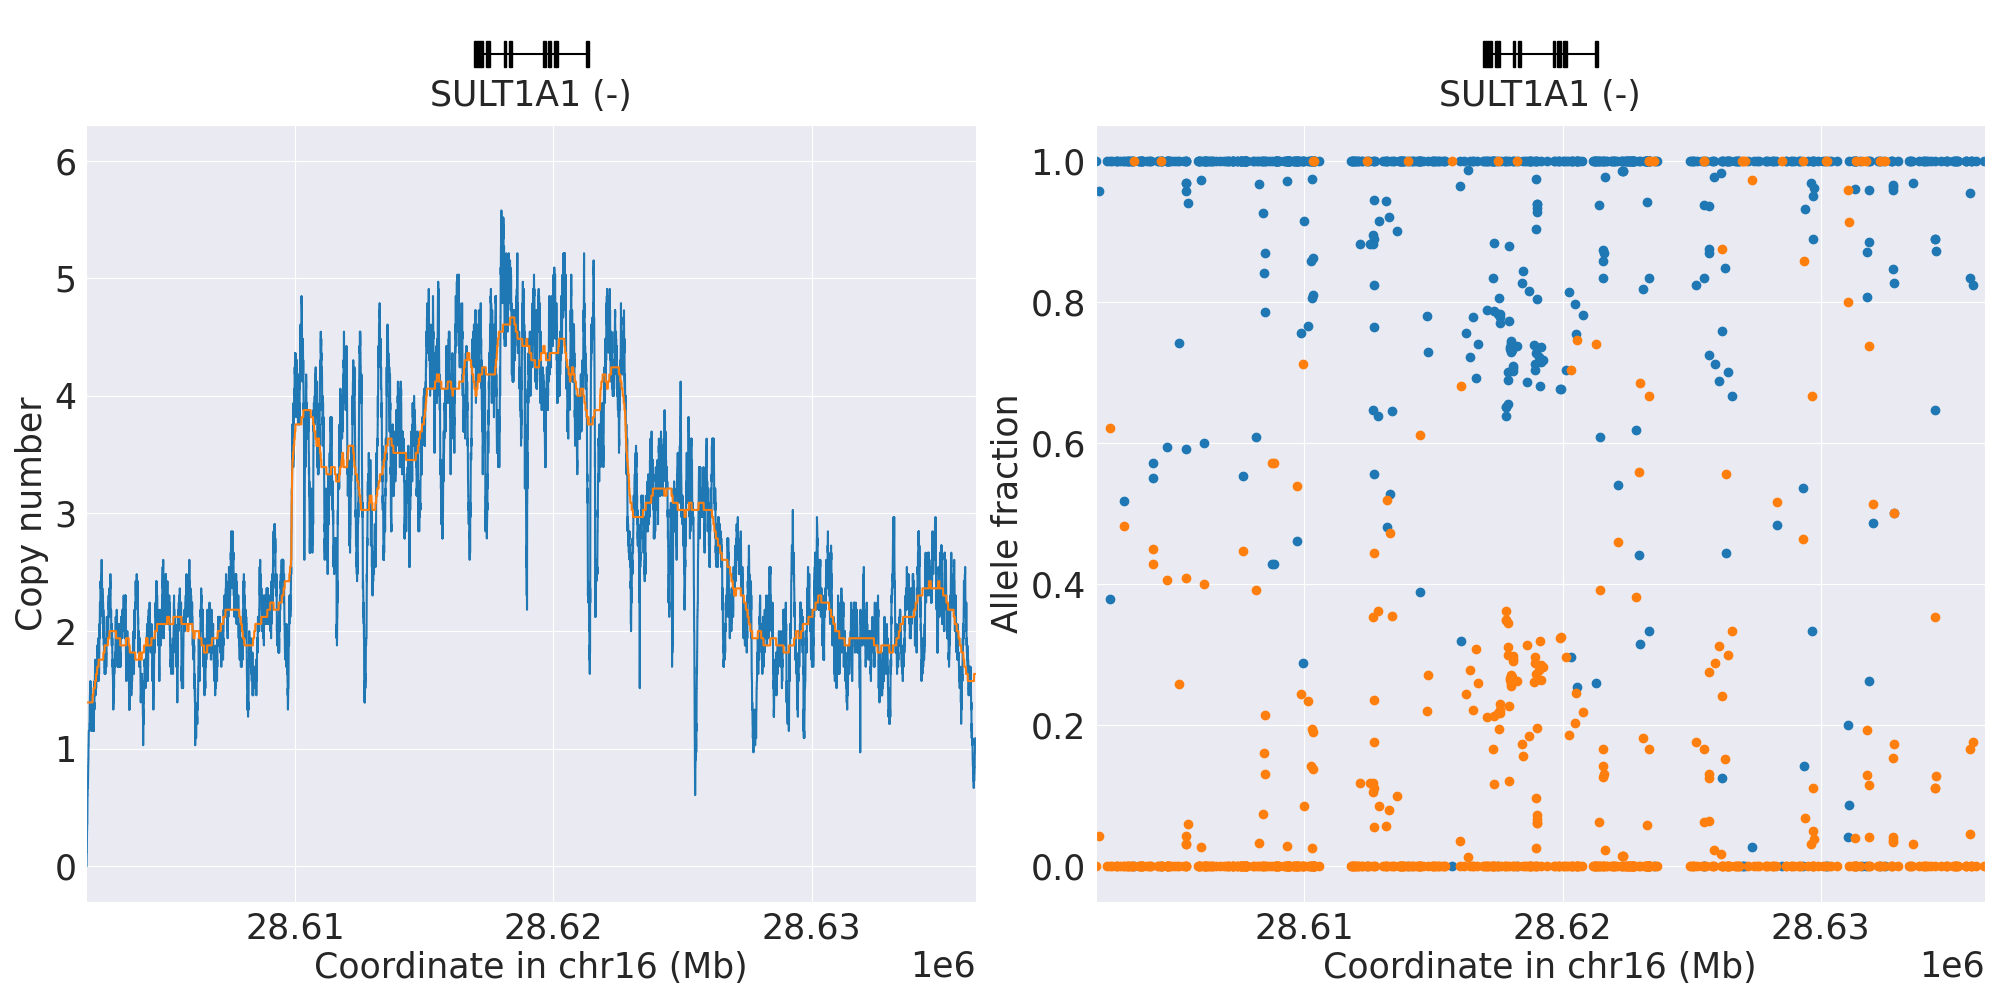 SULT1A1 (-)
Copy number
6
5
4
3
2
1
0
28.61
28.62
28.63
Coordinate in chr16 (Mb)
1e6
SULT1A1 (-)
Allele fraction
1.0
0.8
0.6
0.4
0.2
0.0
28.61
28.62
28.63
Coordinate in chr16 (Mb)
1e6